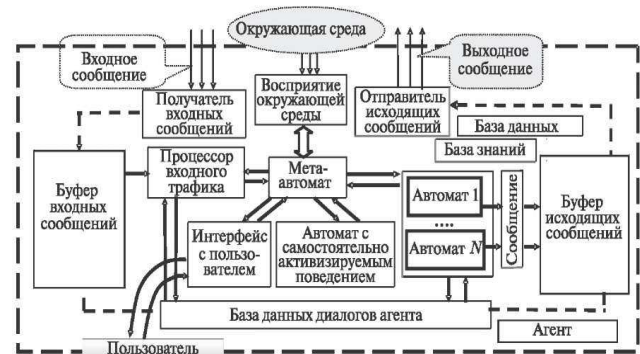 Окружающая среда
Входное
сообщение
Выходное
сообщение
Получатель
входных
сообщений
Восприятие
окружающей
среды
Отправитель
исходящих
сообщений
База данных
База знаний
Буфер
входных
сообщений
Процессор
входного
трафика
Мета-
автомат
Автомат 1
....
Автомат N
Сообщение
Буфер
исходящих
сообщений
Интерфейс
с пользо-
вателем
Автомат с
самостоятельно
активизируемым
поведением
База данных диалогов агента
Агент
Пользователь